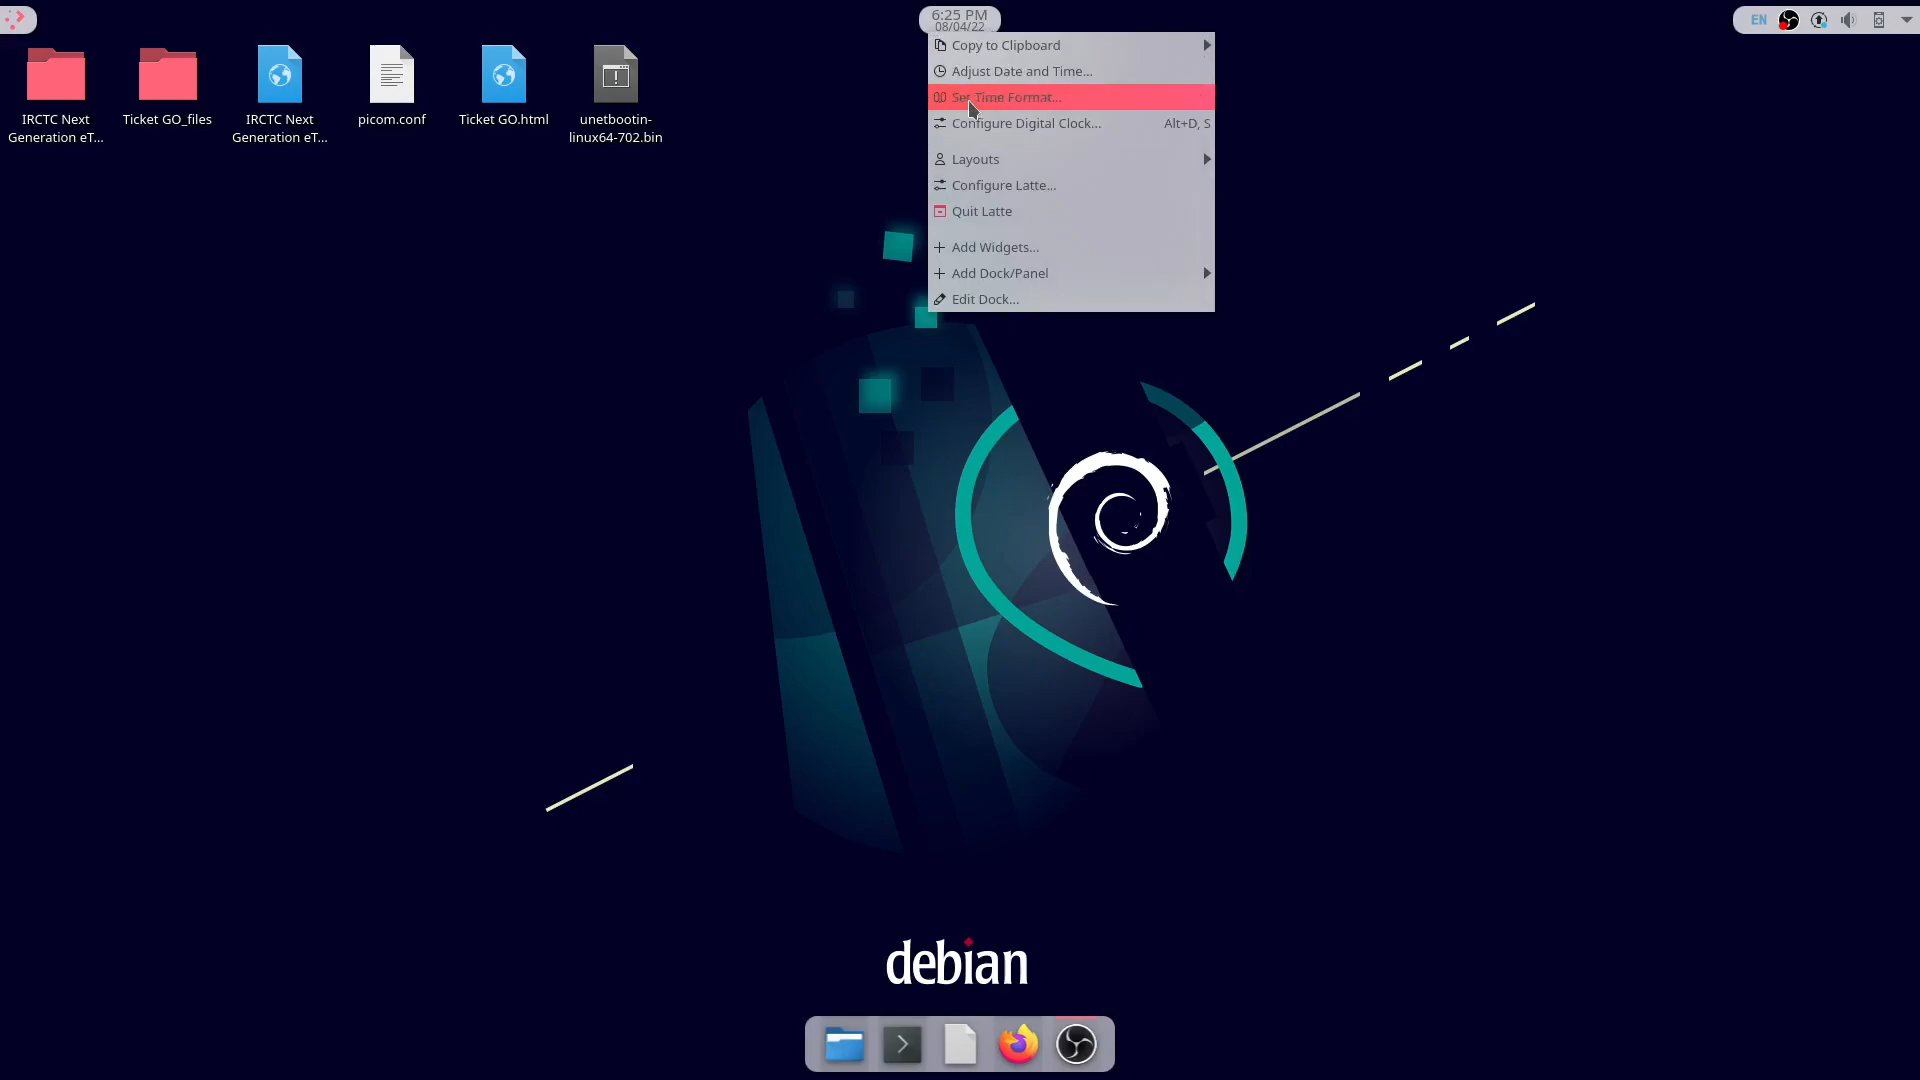 6:25 PM
08/04/22
EN
IRCTC Next
Generation eT...
Ticket GO_files
IRCTC Next
Generation eT...
picom.conf
Ticket GO.html
unetbootin-
linux64-702.bin
Copy to Clipboard
Adjust Date and Time...
Set Time Format...
Configure Digital Clock... Alt+D, S
Layouts
Configure Latte...
Quit Latte
Add Widgets...
Add Dock/Panel
Edit Dock...
debian